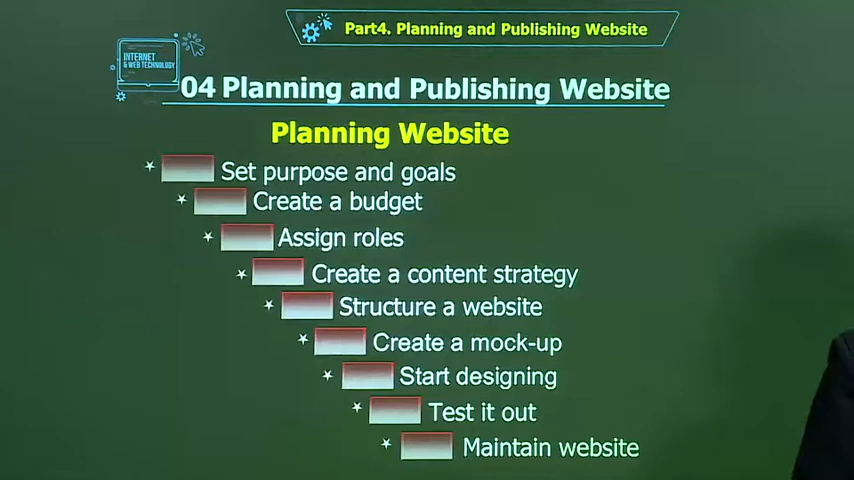 Part4. Planning and Publishing Website
INTERNET
& WEB TECHNOLOGY
04 Planning and Publishing Website
Planning Website
Set purpose and goals
Create a budget
Assign roles
Create a content strategy
Structure a website
Create a mock-up
Start designing
Test it out
Maintain website